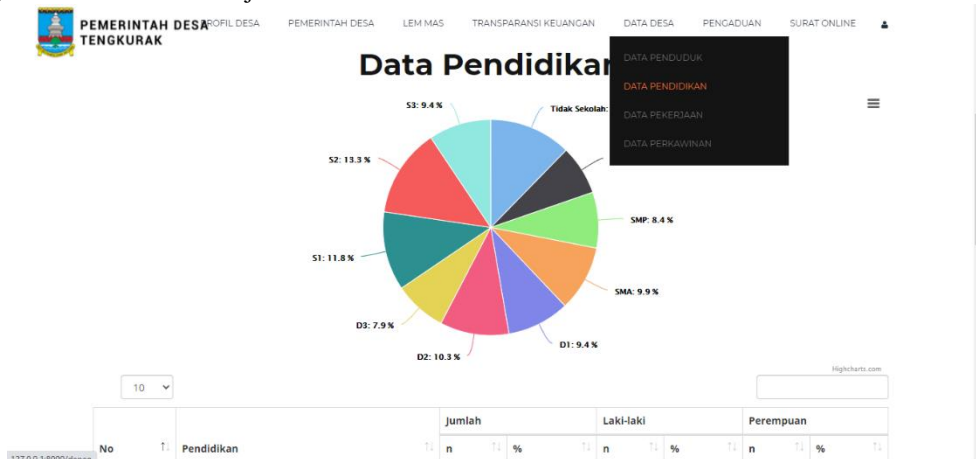 PEMERINTAH DESA
TENGKURAK
PROFIL DESA
PEMERINTAH DESA
LEM MAS
TRANSPARANSI KEUANGAN
DATA DESA
PENGADUAN
SURAT ONLINE
DATA PENDUDUK
DATA PENDIDIKAN
DATA PEKERJAAN
DATA PERKAWINAN
Data Pendidikan
S3: 9.4 %
Tidak Sekolah:
S2: 13.3 %
SMP: 8.4 %
S1: 11.8 %
SMA: 9.9 %
D3: 7.9 %
D1: 9.4 %
D2: 10.3 %
Highcharts.com
10
Jumlah Laki-laki Perempuan
No Pendidikan n % n % n %